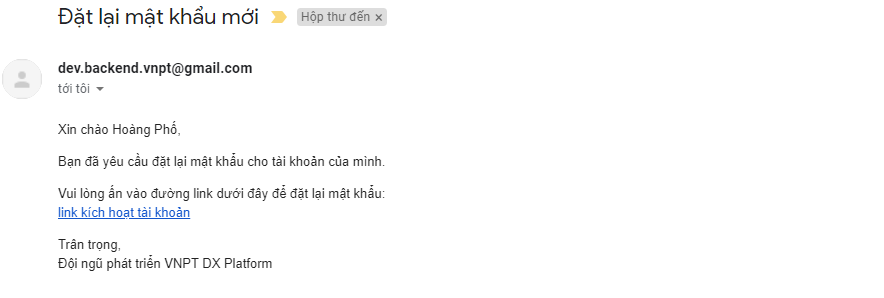 Đặt lại mật khẩu mới
Hộp thư đến ×
dev.backend.vnpt@gmail.com
tới tôi
Xin chào Hoàng Phố,
Bạn đã yêu cầu đặt lại mật khẩu cho tài khoản của mình.
Vui lòng ấn vào đường link dưới đây để đặt lại mật khẩu:
link kích hoạt tài khoản
Trân trọng,
Đội ngũ phát triển VNPT DX Platform